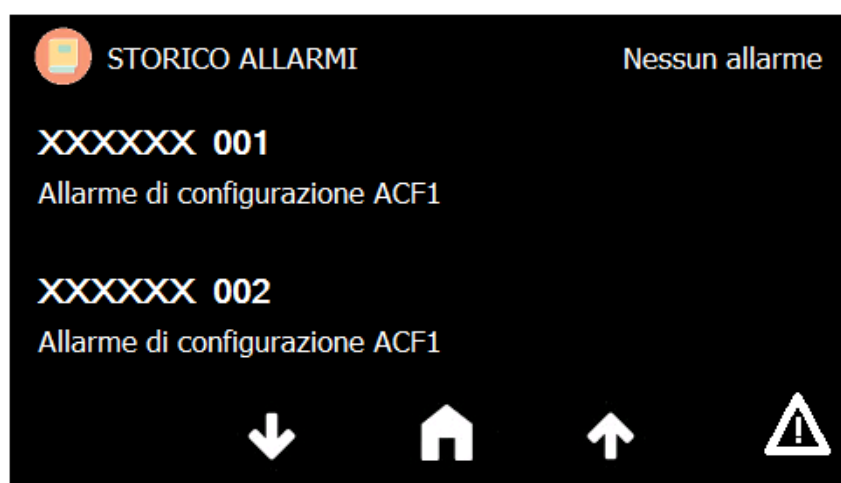 STORICO ALLARMI Nessun allarme
XXXXXX 001
Allarme di configurazione ACF1
XXXXXX 002
Allarme di configurazione ACF1